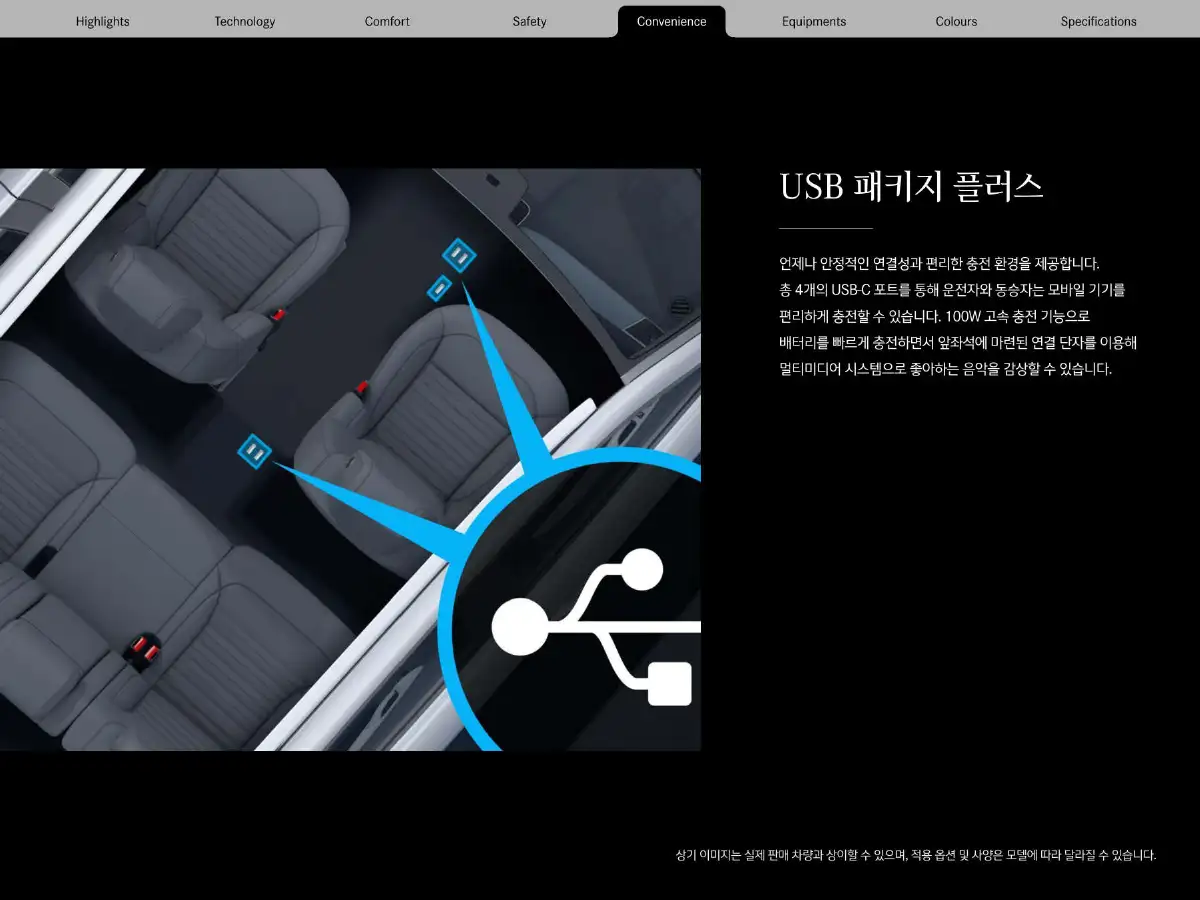 Highlights
Technology
Comfort
Safety
Convenience
Equipments
Colours
Specifications
USB 패키지 플러스
언제나 안정적인 연결성과 편리한 충전 환경을 제공합니다.
총 4개의 USB-C 포트를 통해 운전자와 동승자는 모바일 기기를
편리하게 충전할 수 있습니다. 100W 고속 충전 기능으로
배터리를 빠르게 충전하면서 앞좌석에 마련된 연결 단자를 이용해
멀티미디어 시스템으로 좋아하는 음악을 감상할 수 있습니다.
상기 이미지는 실제 판매 차량과 상이할 수 있으며, 적용 옵션 및 사양은 모델에 따라 달라질 수 있습니다.